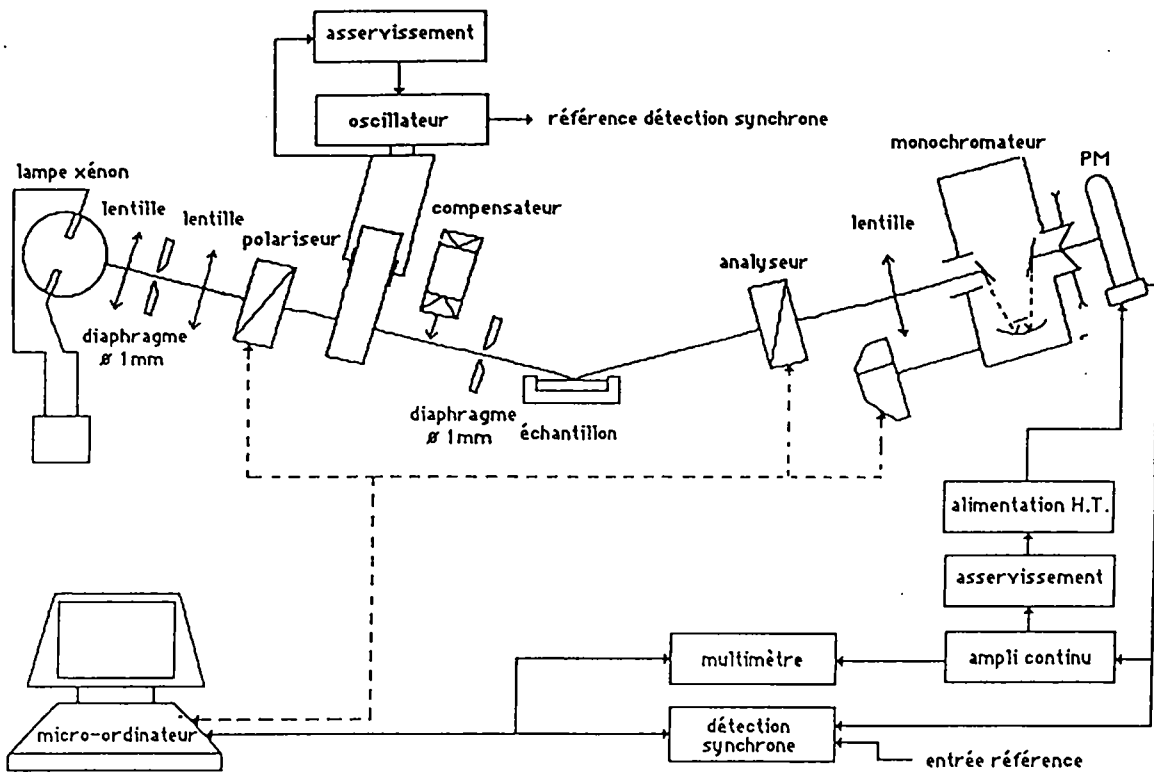 asservissement
oscillateur
référence détection synchrone
monochromateur
PM
lampe xénon
lentille
lentille
polariseur
compensateur
lentille
analyseur
diaphragme
ø 1mm
diaphragme
ø 1mm
échantillon
alimentation H.T.
asservissement
multimètre
ampli continu
micro-ordinateur
détection
synchrone
entrée référence